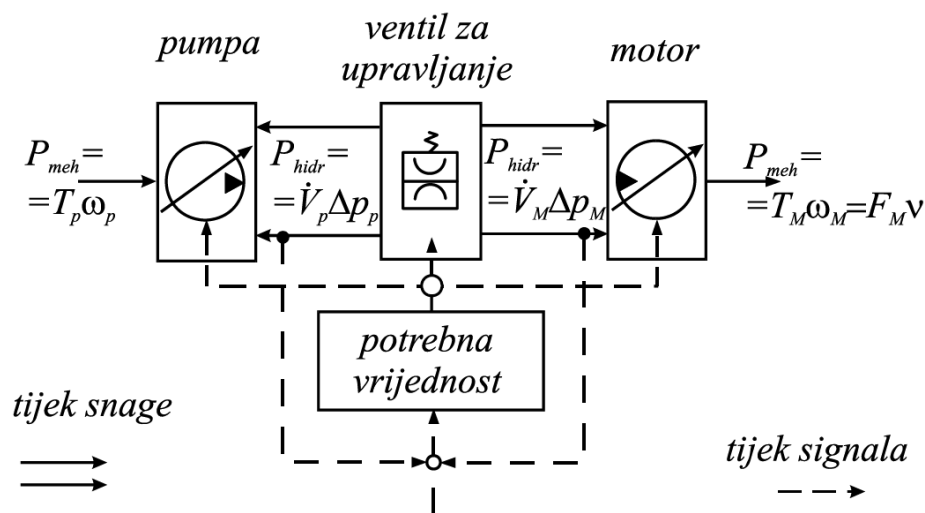 pumpa
ventil za
upravljanje
motor
P_meh=
=T_pω_p
P_hidr=
=V̇_pΔp_p
P_hidr=
=V̇_MΔp_M
P_meh=
=T_Mω_M=F_Mν
potrebna
vrijednost
tijek snage
tijek signala